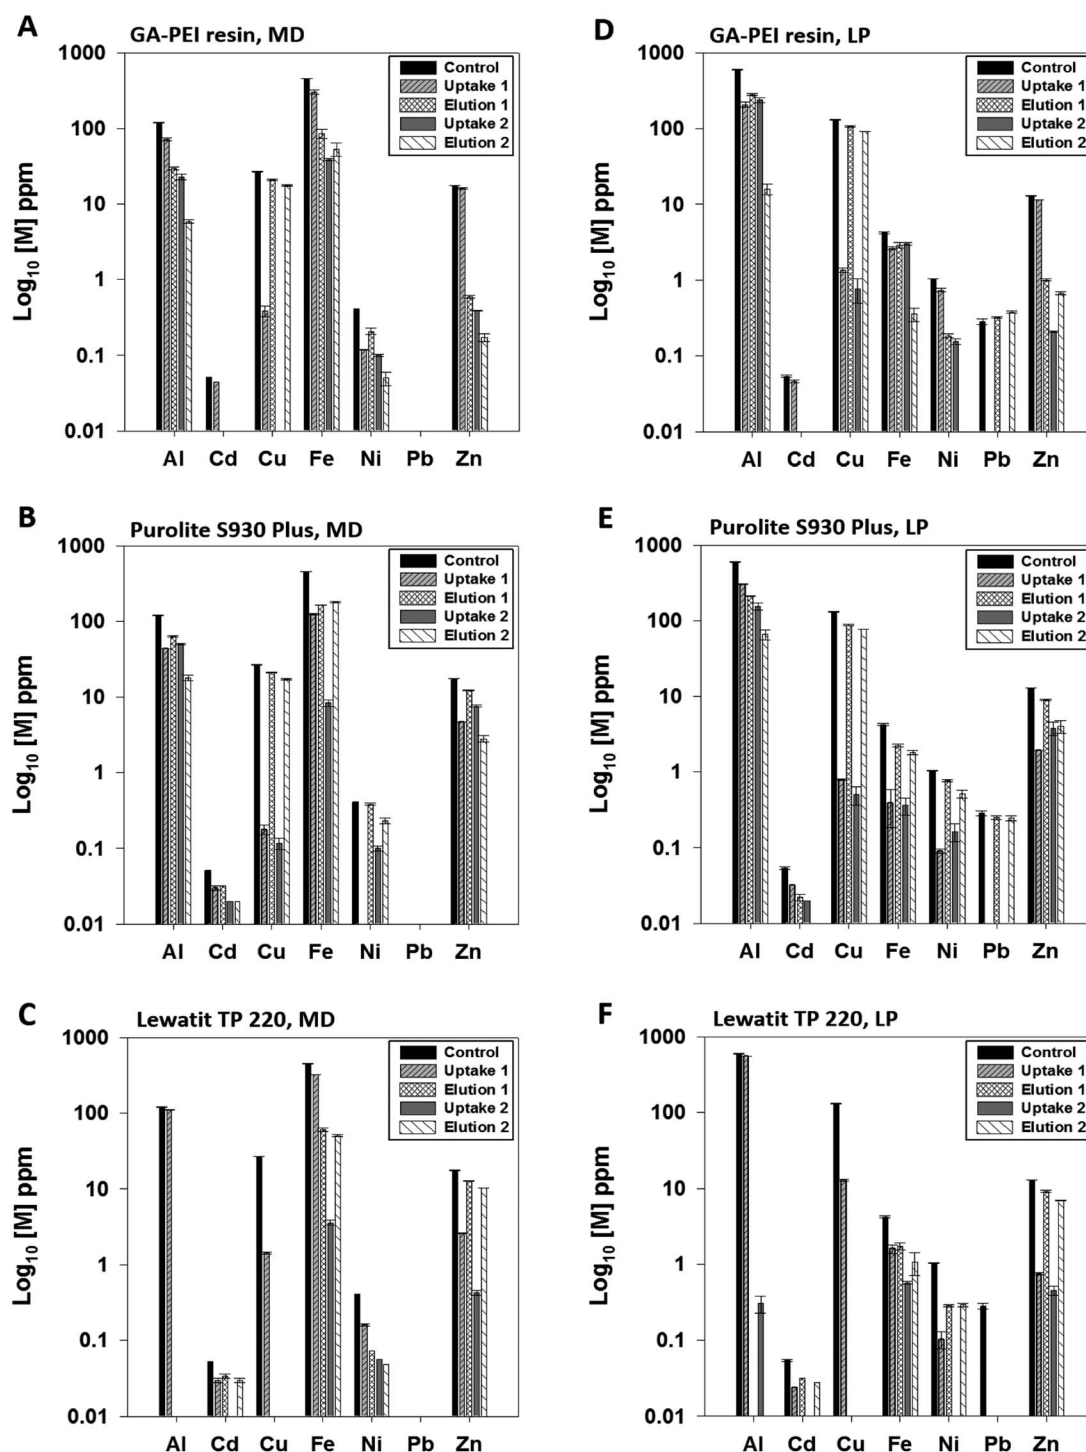 A
GA-PEI resin, MD
1000
100
10
1
0.1
0.01
Log10 [M] ppm
Control
Uptake 1
Elution 1
Uptake 2
Elution 2
Al Cd Cu Fe Ni Pb Zn
D
GA-PEI resin, LP
1000
100
10
1
0.1
0.01
Log10 [M] ppm
Control
Uptake 1
Elution 1
Uptake 2
Elution 2
Al Cd Cu Fe Ni Pb Zn
B
Purolite S930 Plus, MD
1000
100
10
1
0.1
0.01
Log10 [M] ppm
Control
Uptake 1
Elution 1
Uptake 2
Elution 2
Al Cd Cu Fe Ni Pb Zn
E
Purolite S930 Plus, LP
1000
100
10
1
0.1
0.01
Log10 [M] ppm
Control
Uptake 1
Elution 1
Uptake 2
Elution 2
Al Cd Cu Fe Ni Pb Zn
C
Lewatit TP 220, MD
1000
100
10
1
0.1
0.01
Log10 [M] ppm
Control
Uptake 1
Elution 1
Uptake 2
Elution 2
Al Cd Cu Fe Ni Pb Zn
F
Lewatit TP 220, LP
1000
100
10
1
0.1
0.01
Log10 [M] ppm
Control
Uptake 1
Elution 1
Uptake 2
Elution 2
Al Cd Cu Fe Ni Pb Zn